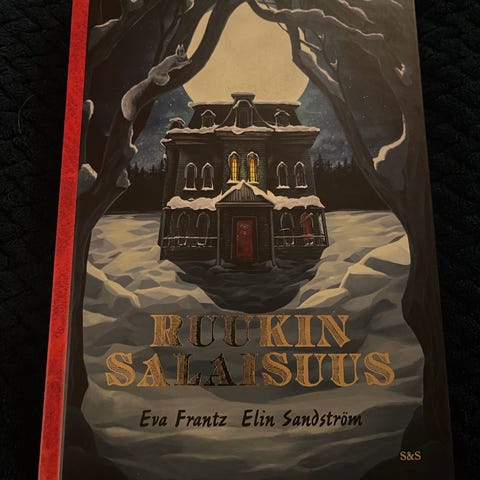 RUUKIN
SALAISUUS
Eva Frantz Elin Sandström
S&S